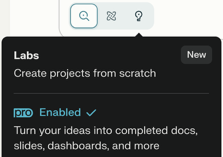 Labs
New
Create projects from scratch
pro Enabled
Turn your ideas into completed docs,
slides, dashboards, and more